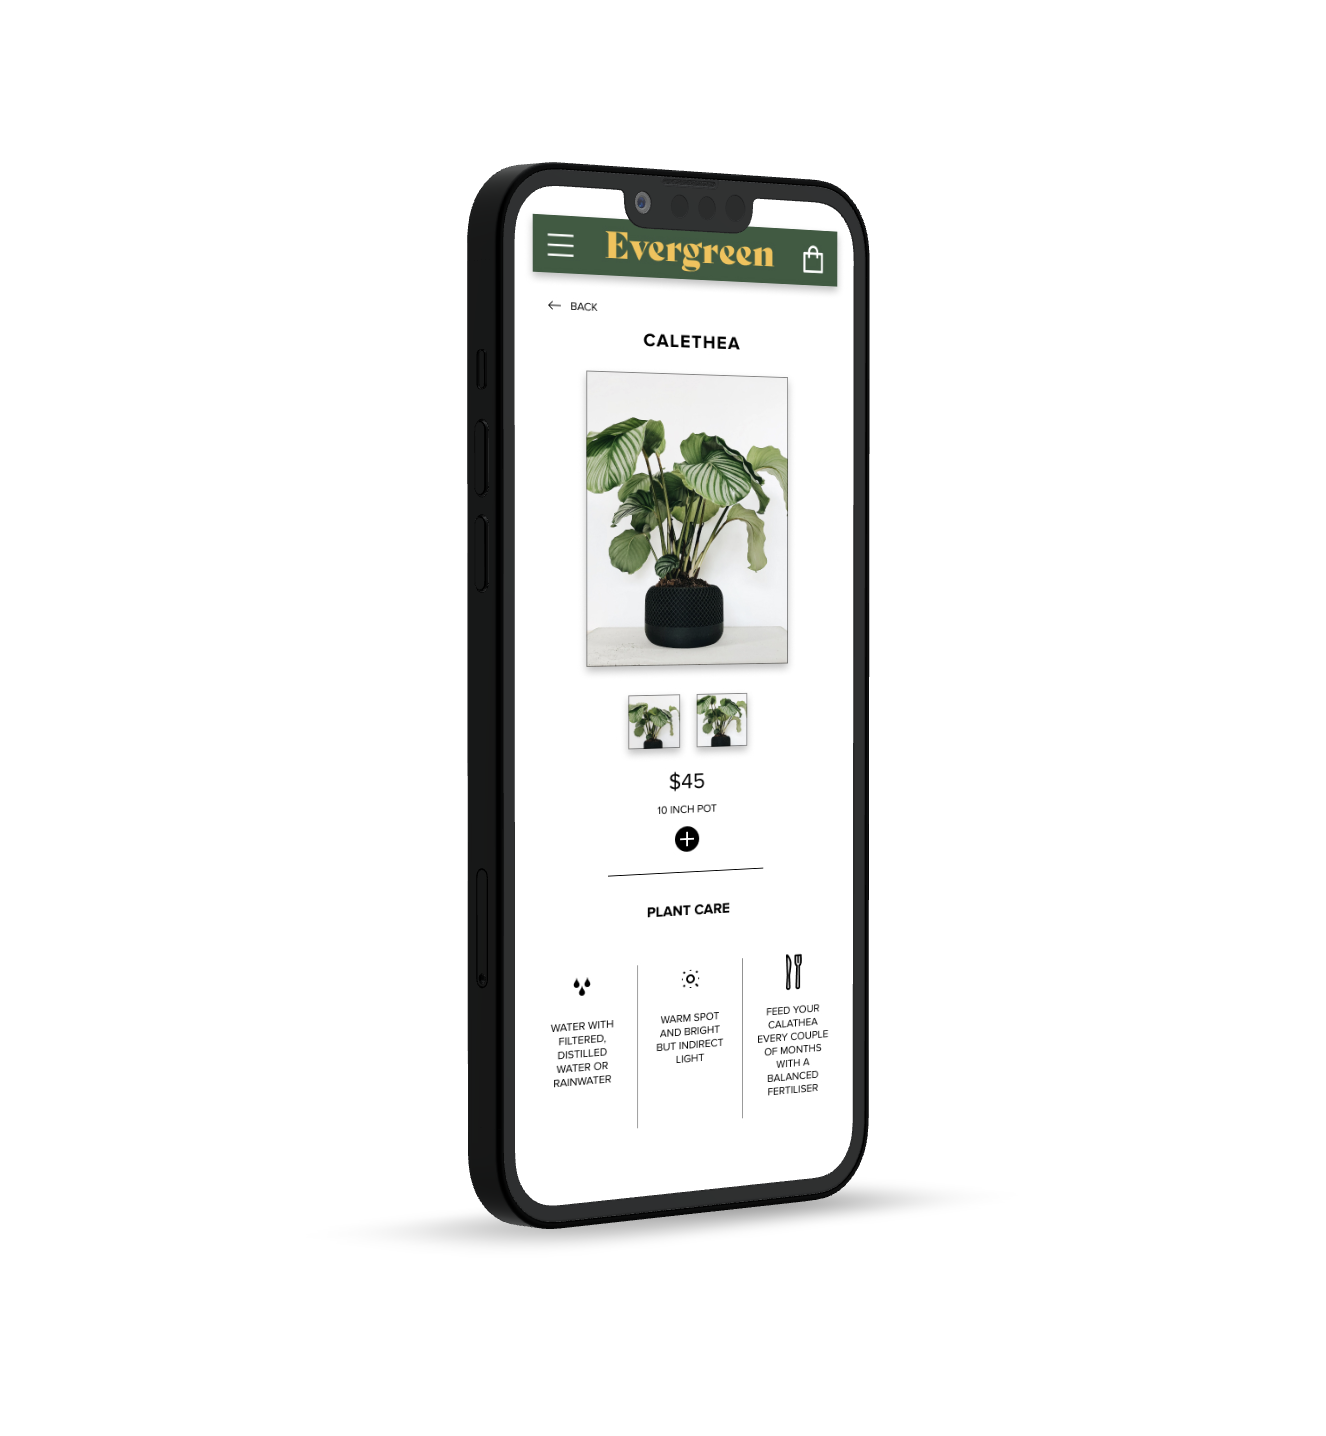 Evergreen
BACK
CALETHEA
$45
10 INCH POT
PLANT CARE
WATER WITH
FILTERED,
DISTILLED
WATER OR
RAINWATER
WARM SPOT
AND BRIGHT
BUT INDIRECT
LIGHT
FEED YOUR
CALATHEA
EVERY COUPLE
OF MONTHS
WITH A
BALANCED
FERTILISER